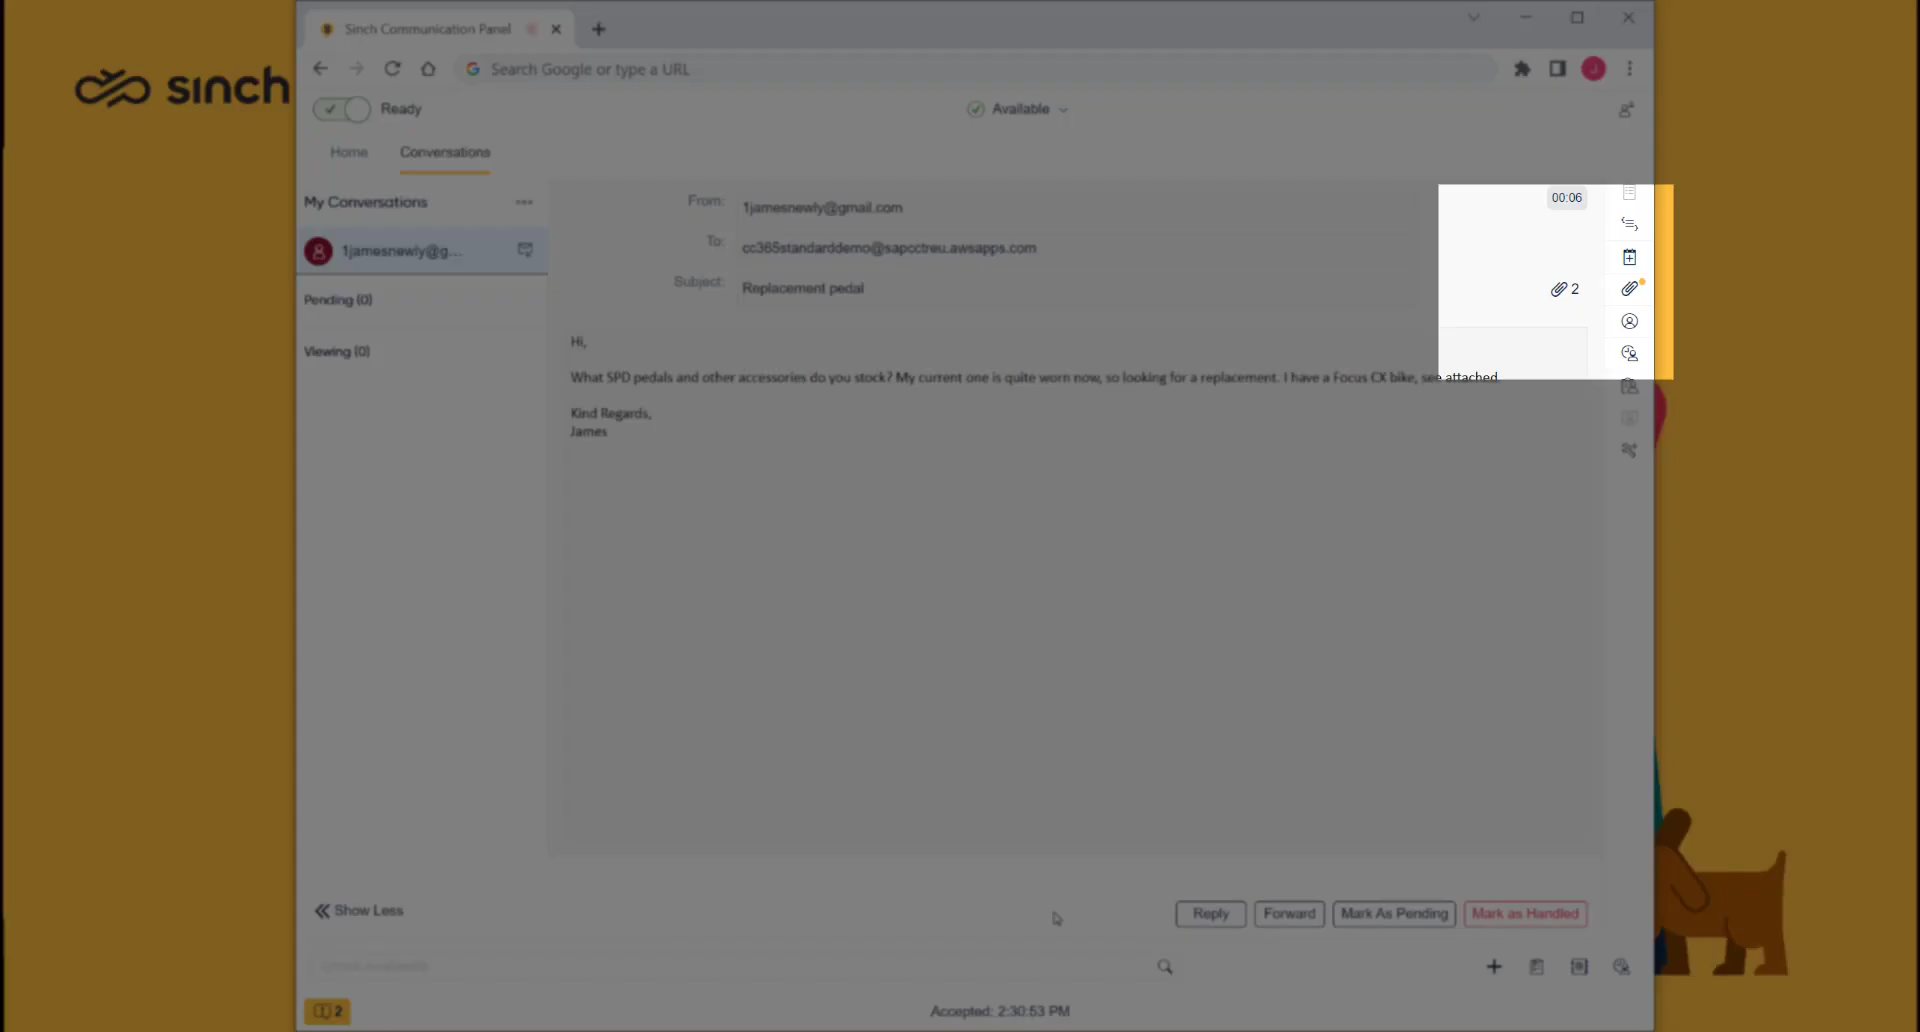 Sinch Communication Panel
sinch
Search Google or type a URL
J
Ready
Available
Home
Conversations
My Conversations
From:
1jamesnewly@gmail.com
00:06
1jamesnewly@g...
To:
cc365standarddemo@sapcctreu.awsapps.com
Subject:
Replacement pedal
2
Pending (0)
Viewing (0)
Hi,
What SPD pedals and other accessories do you stock? My current one is quite worn now, so looking for a replacement. I have a Focus CX bike, see attached.
Kind Regards,
James
Show Less
Reply
Forward
Mark As Pending
Mark as Handled
2
Accepted: 2:30:53 PM